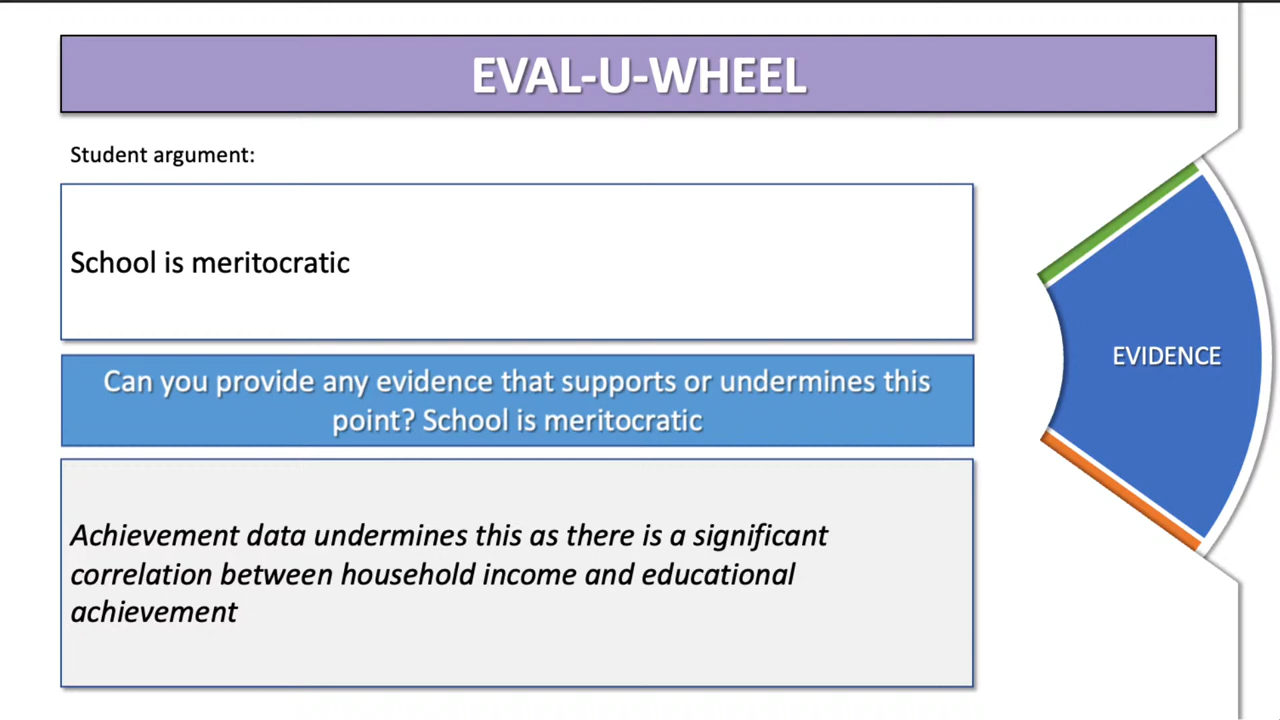 EVAL-U-WHEEL
Student argument:
School is meritocratic
Can you provide any evidence that supports or undermines this
point? School is meritocratic
EVIDENCE
Achievement data undermines this as there is a significant
correlation between household income and educational
achievement